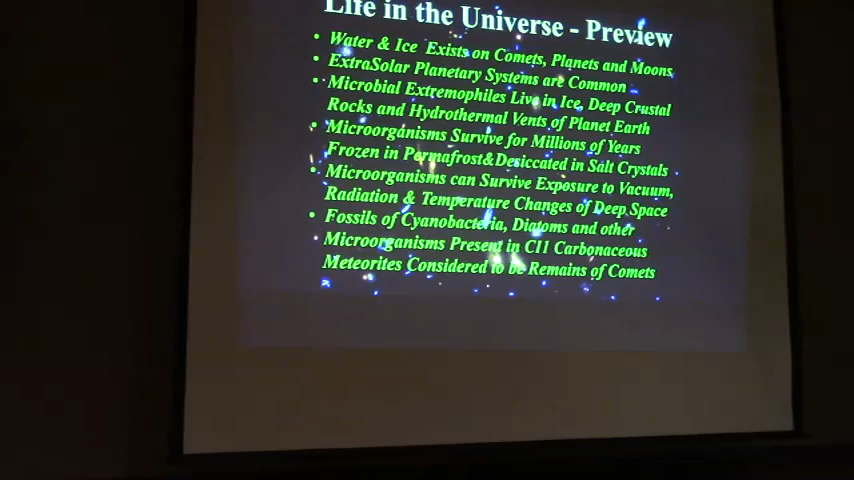 Life in the Universe - Preview
• Water & Ice Exists on Comets, Planets and Moons
• ExtraSolar Planetary Systems are Common
• Microbial Extremophiles Live in Ice, Deep Crustal
Rocks and Hydrothermal Vents of Planet Earth
• Microorganisms Survive for Millions of Years
Frozen in Permafrost&Desiccated in Salt Crystals
• Microorganisms can Survive Exposure to Vacuum,
Radiation & Temperature Changes of Deep Space
• Fossils of Cyanobacteria, Diatoms and other
Microorganisms Present in CI1 Carbonaceous
Meteorites Considered to be Remains of Comets